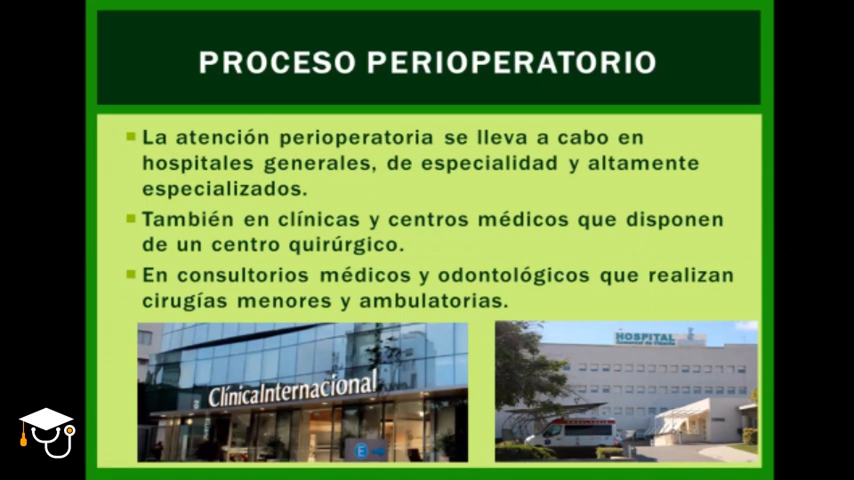 PROCESO PERIOPERATORIO
La atención perioperatoria se lleva a cabo en
hospitales generales, de especialidad y altamente
especializados.
También en clínicas y centros médicos que disponen
de un centro quirúrgico.
En consultorios médicos y odontológicos que realizan
cirugías menores y ambulatorias.
ClínicaInternacional
E
HOSPITAL